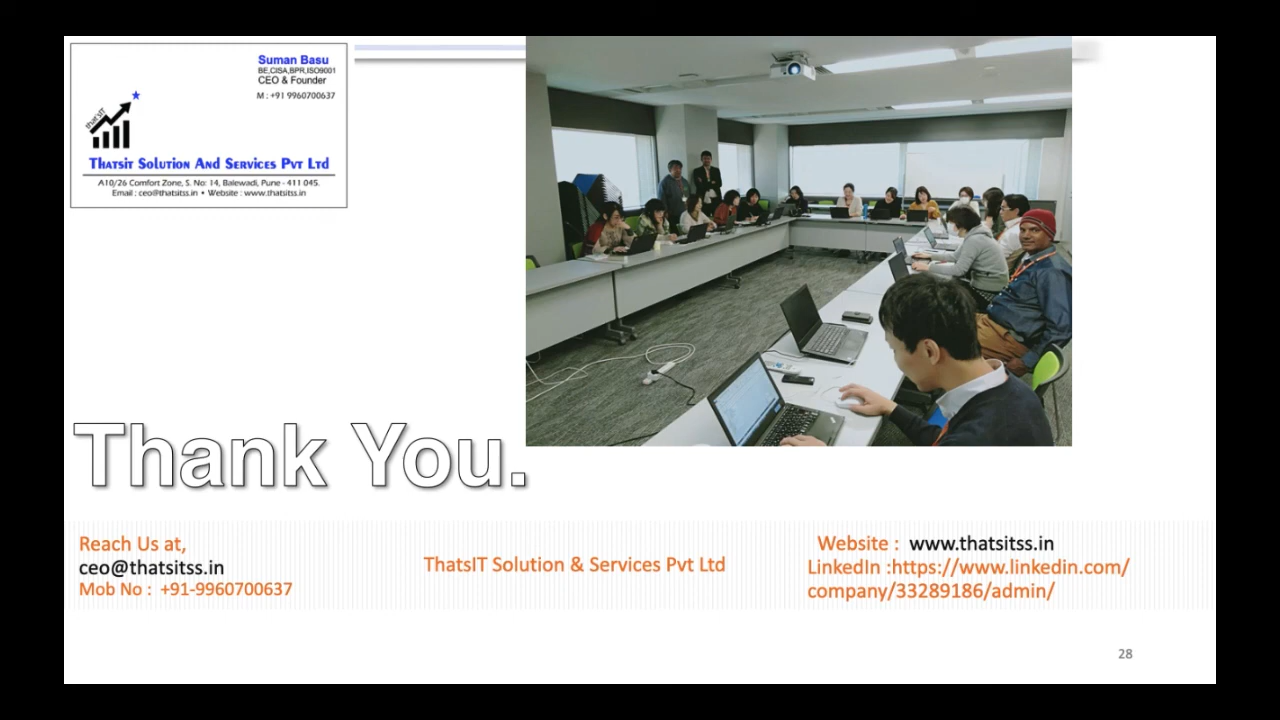 Suman Basu
BE,CISA,BPR,ISO9001
CEO & Founder
M : +91 9960700637
thatsIT
Thatsit Solution And Services Pvt Ltd
A10/26 Comfort Zone, S. No: 14, Balewadi, Pune - 411 045.
Email : ceo@thatsitss.in • Website : www.thatsitss.in
Thank You.
Reach Us at,
ceo@thatsitss.in
Mob No : +91-9960700637
ThatsIT Solution & Services Pvt Ltd
Website : www.thatsitss.in
LinkedIn :https://www.linkedin.com/
company/33289186/admin/
28